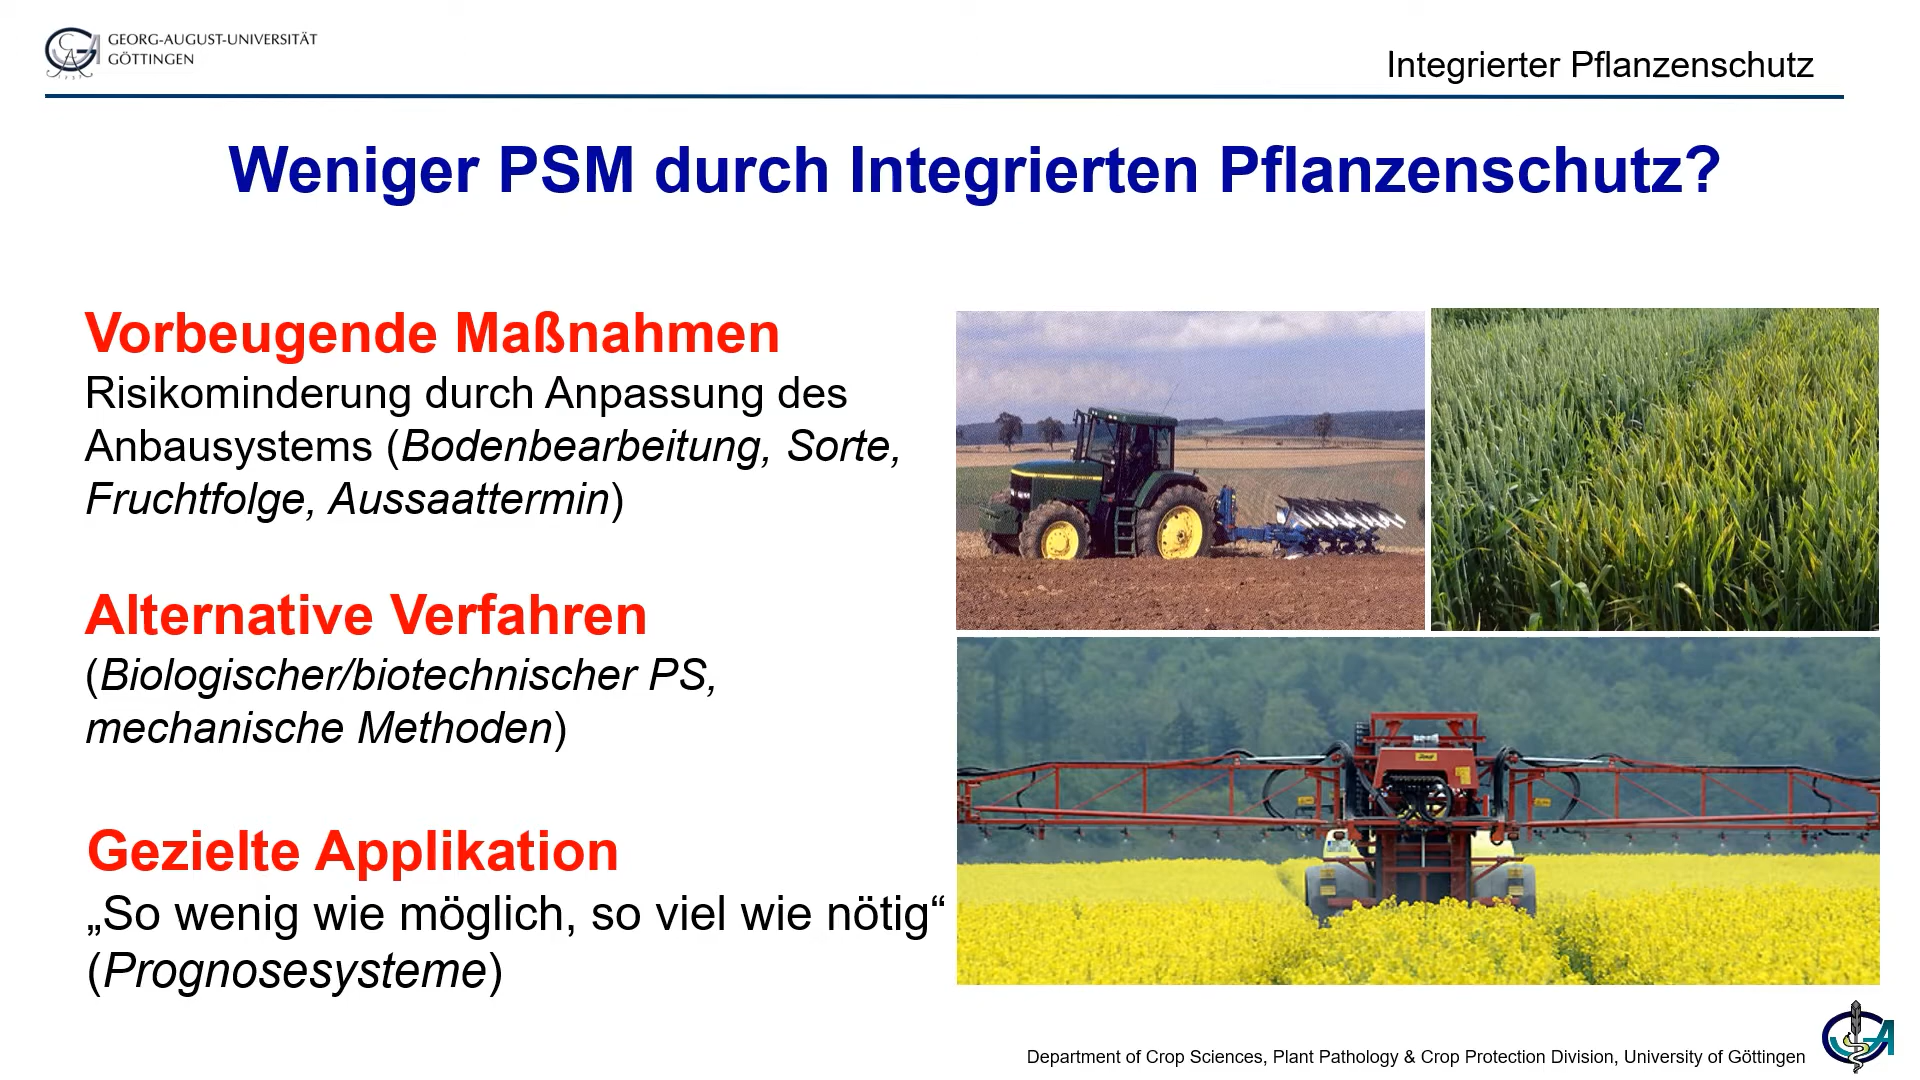 GEORG-AUGUST-UNIVERSITÄT
GÖTTINGEN
Integrierter Pflanzenschutz
Weniger PSM durch Integrierten Pflanzenschutz?
Vorbeugende Maßnahmen
Risikominderung durch Anpassung des
Anbausystems (Bodenbearbeitung, Sorte,
Fruchtfolge, Aussaattermin)
Alternative Verfahren
(Biologischer/biotechnischer PS,
mechanische Methoden)
Gezielte Applikation
„So wenig wie möglich, so viel wie nötig“
(Prognosesysteme)
Department of Crop Sciences, Plant Pathology & Crop Protection Division, University of Göttingen